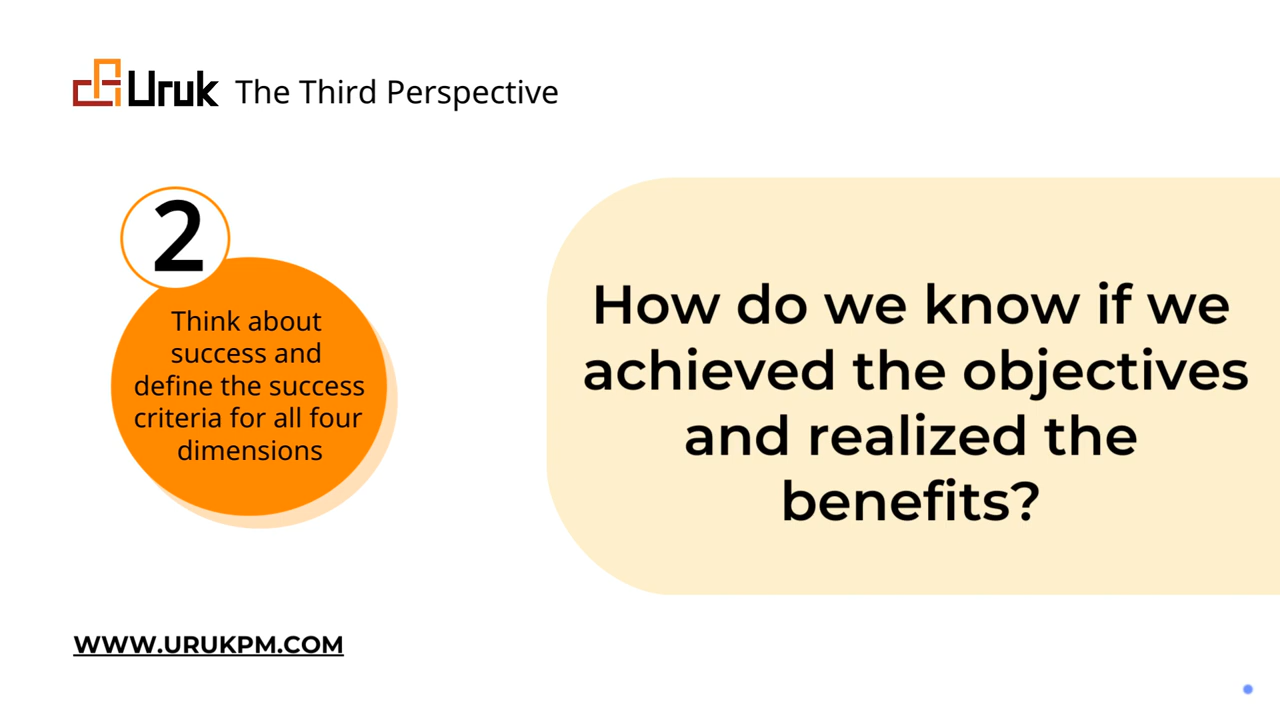 Uruk The Third Perspective
2
Think about
success and
define the success
criteria for all four
dimensions
How do we know if we
achieved the objectives
and realized the
benefits?
WWW.URUKPM.COM